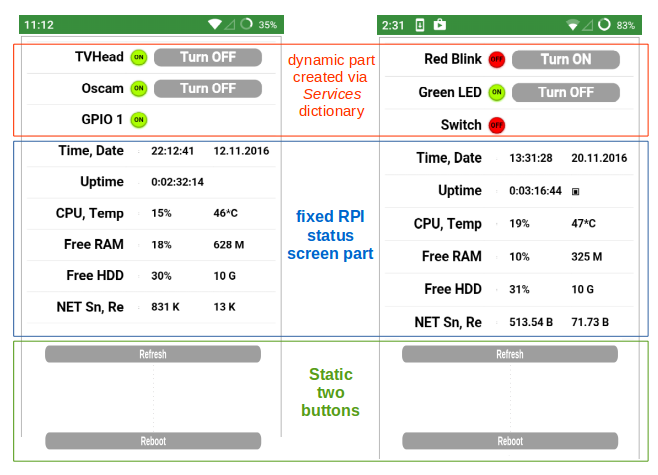 11:12 35%
TVHead ON Turn OFF
Oscam ON Turn OFF
GPIO 1 ON
Time, Date 22:12:41 12.11.2016
Uptime 0:02:32:14
CPU, Temp 15% 46*C
Free RAM 18% 628 M
Free HDD 30% 10 G
NET Sn, Re 831 K 13 K
Refresh
Reboot
dynamic part
created via
Services
dictionary
fixed RPI
status
screen part
Static
two
buttons
2:31 83%
Red Blink OFF Turn ON
Green LED ON Turn OFF
Switch OFF
Time, Date 13:31:28 20.11.2016
Uptime 0:03:16:44
CPU, Temp 19% 47*C
Free RAM 10% 325 M
Free HDD 31% 10 G
NET Sn, Re 513.54 B 71.73 B
Refresh
Reboot